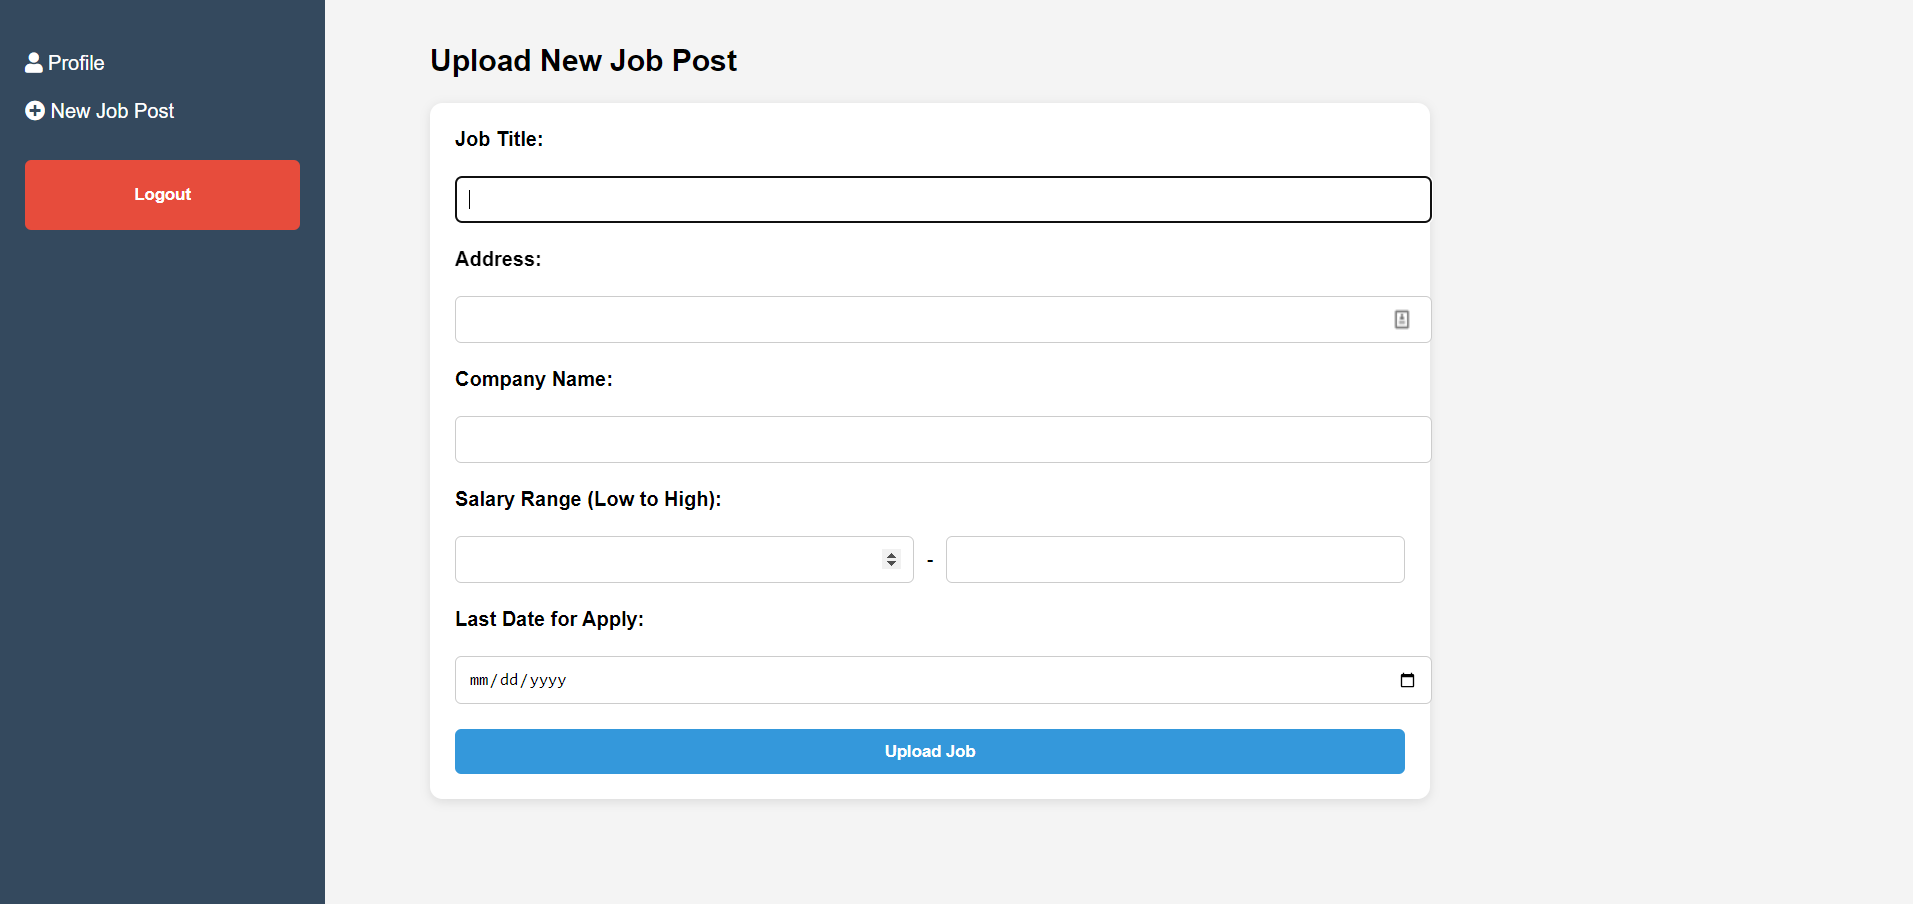 Profile
New Job Post
Logout
Upload New Job Post
Job Title:
Address:
Company Name:
Salary Range (Low to High):
-
Last Date for Apply:
mm/dd/yyyy
Upload Job